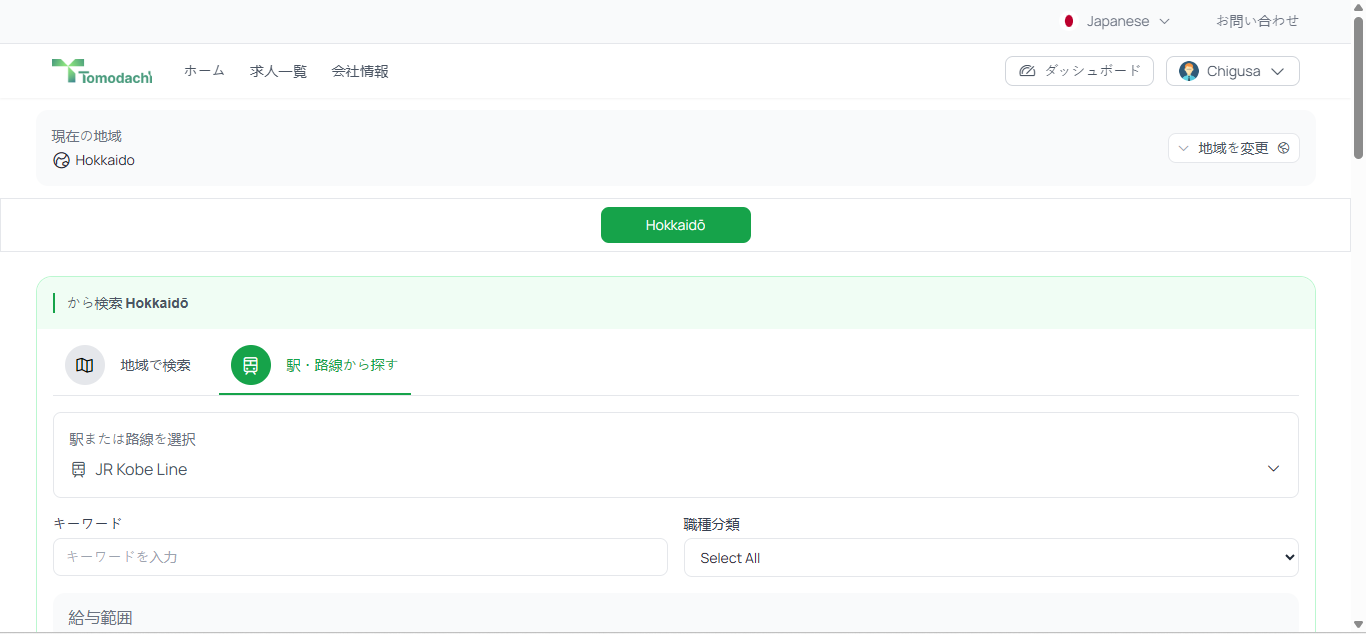 Japanese
お問い合わせ
Tomodachi
ホーム
求人一覧
会社情報
ダッシュボード
Chigusa
現在の地域
Hokkaido
地域を変更
Hokkaidō
から検索 Hokkaidō
地域で検索
駅・路線から探す
駅または路線を選択
JR Kobe Line
キーワード
職種分類
キーワードを入力
Select All
給与範囲